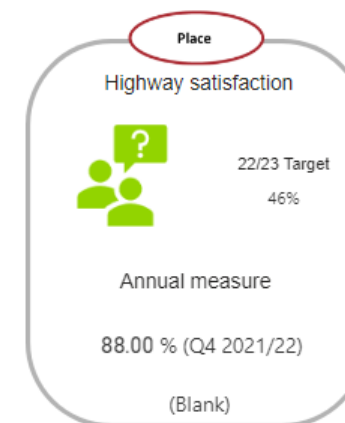 Place
Highway satisfaction
?
22/23 Target
46%
Annual measure
88.00 % (Q4 2021/22)
(Blank)